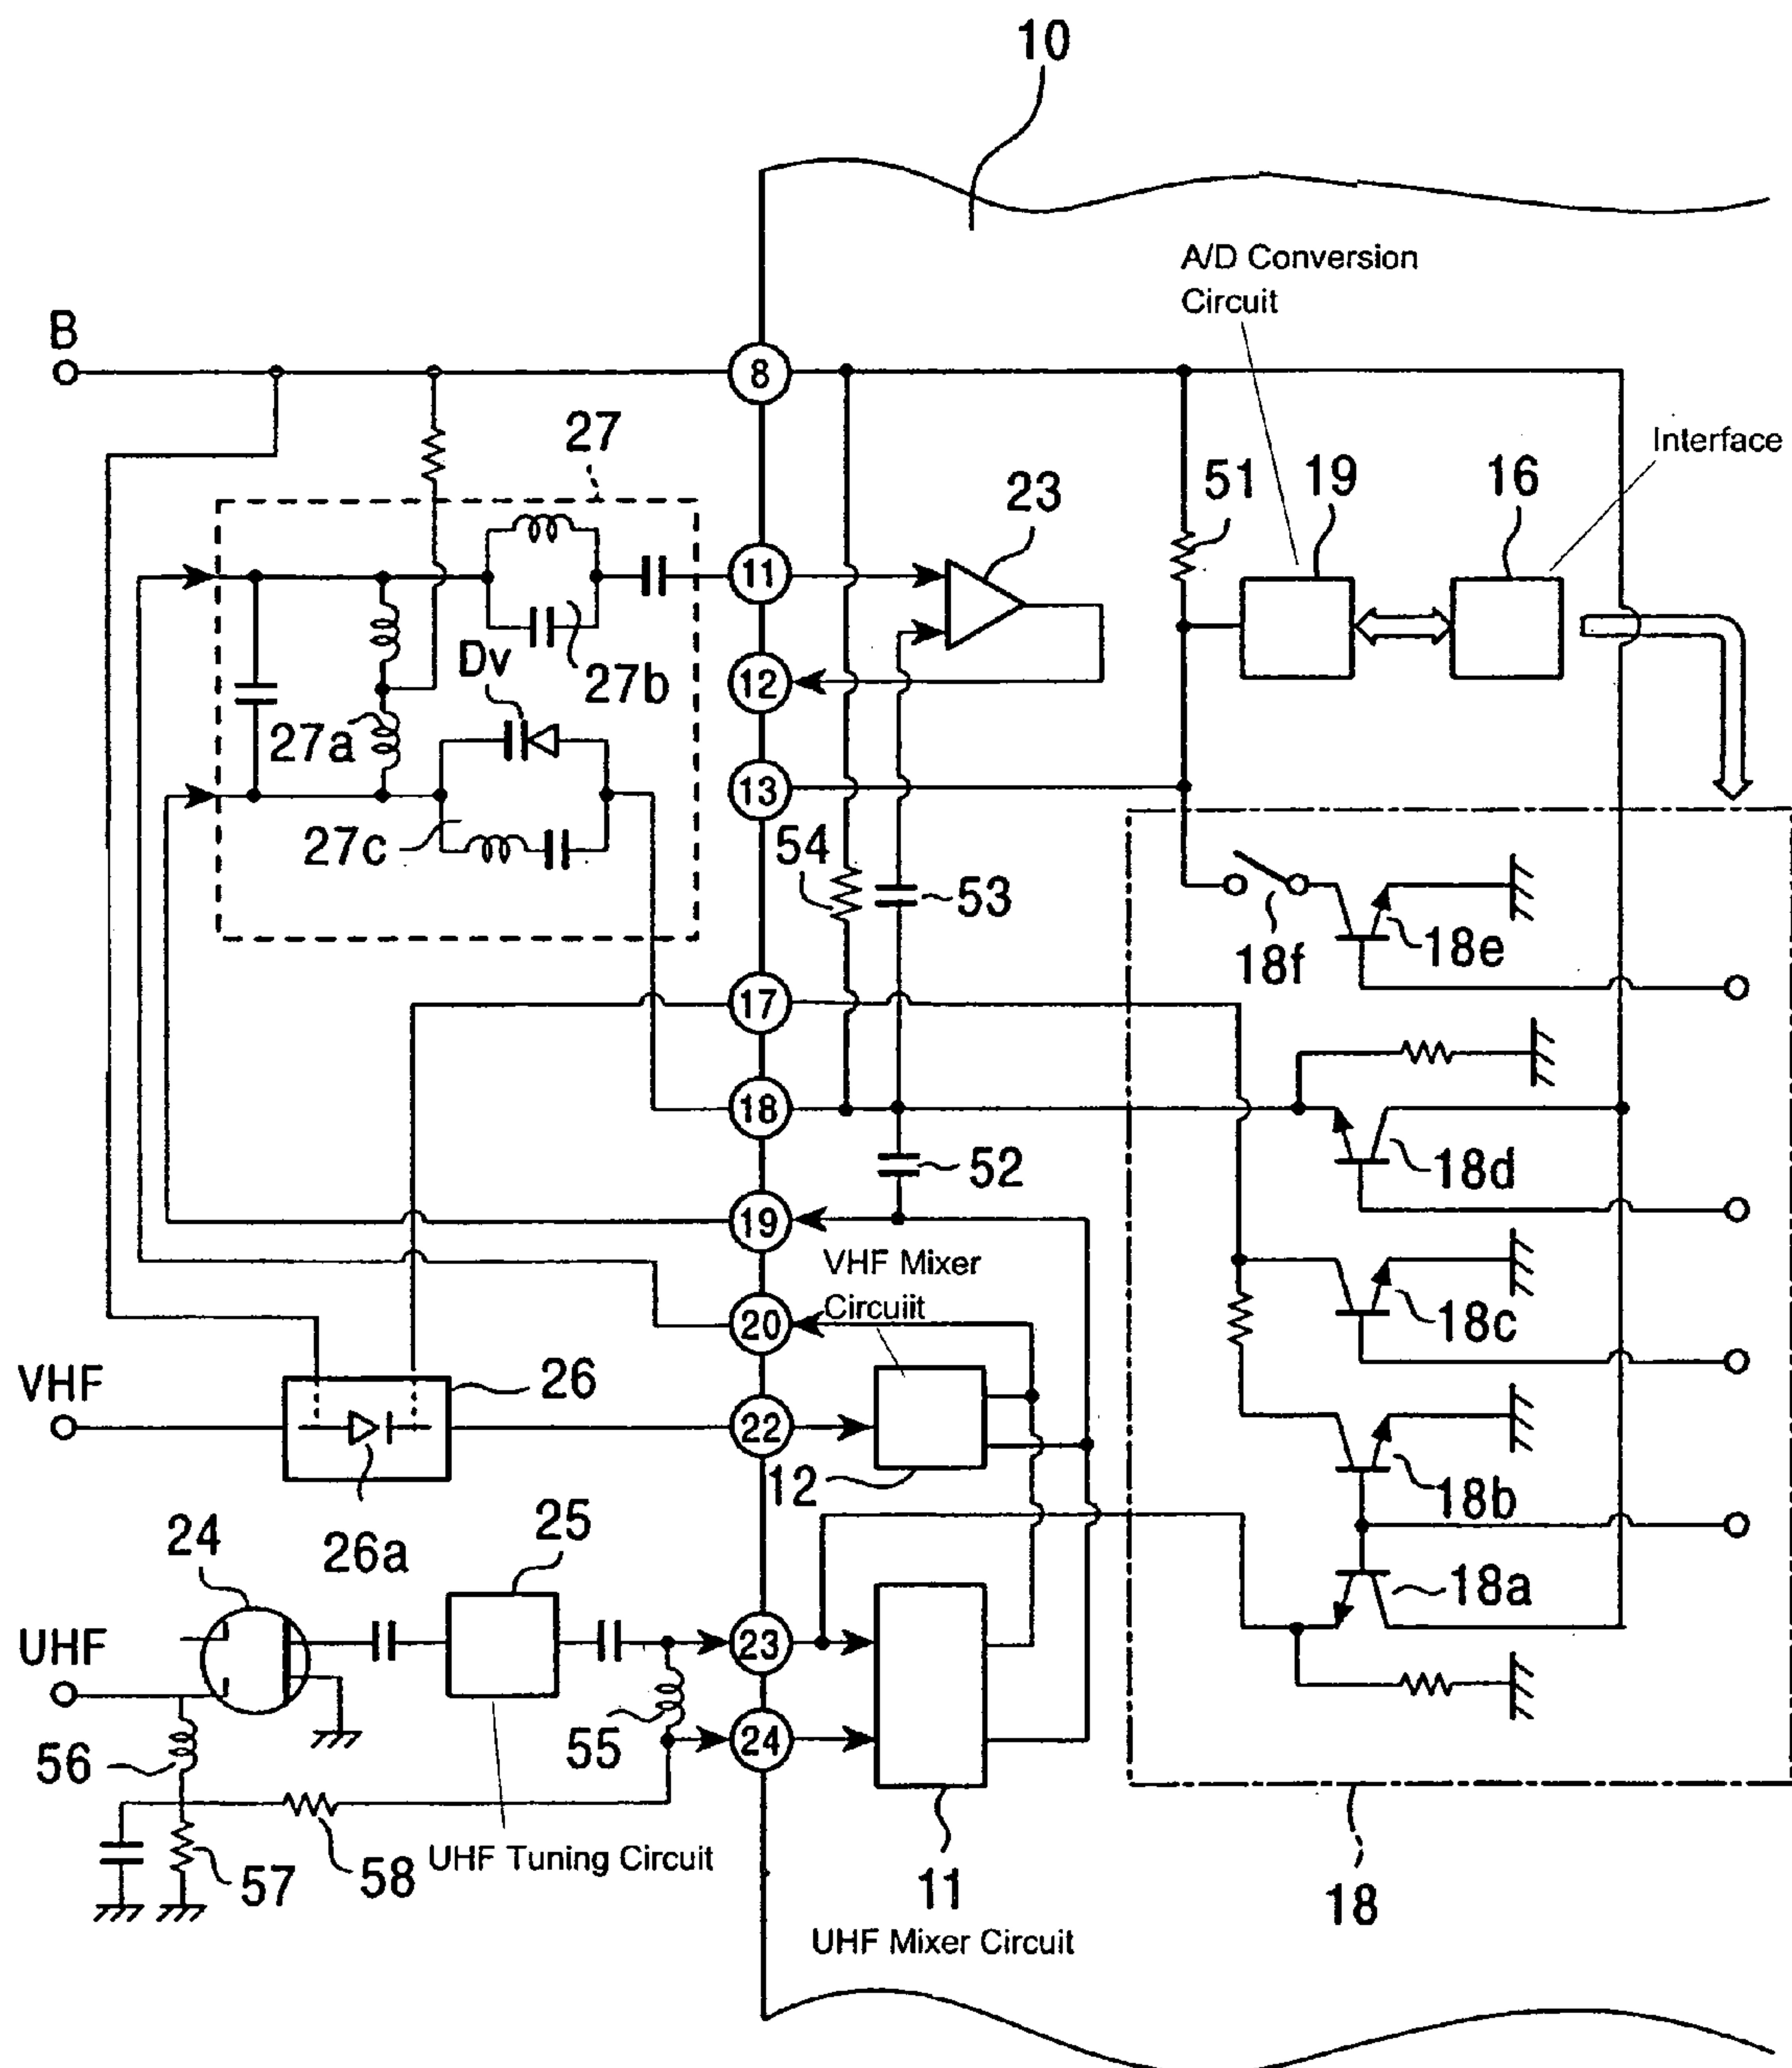 10
A/D Conversion
Circuit
B
8
27
Interface
51
19
16
23
11
Dv
27b
12
27a
13
27c
54
53
18f
18e
17
18
52
18d
19
VHF Mixer
Circuiit
20
18c
VHF
26
22
12
18b
24
26a
25
18a
UHF
23
55
24
56
57
58
UHF Tuning Circuit
11
UHF Mixer Circuit
18